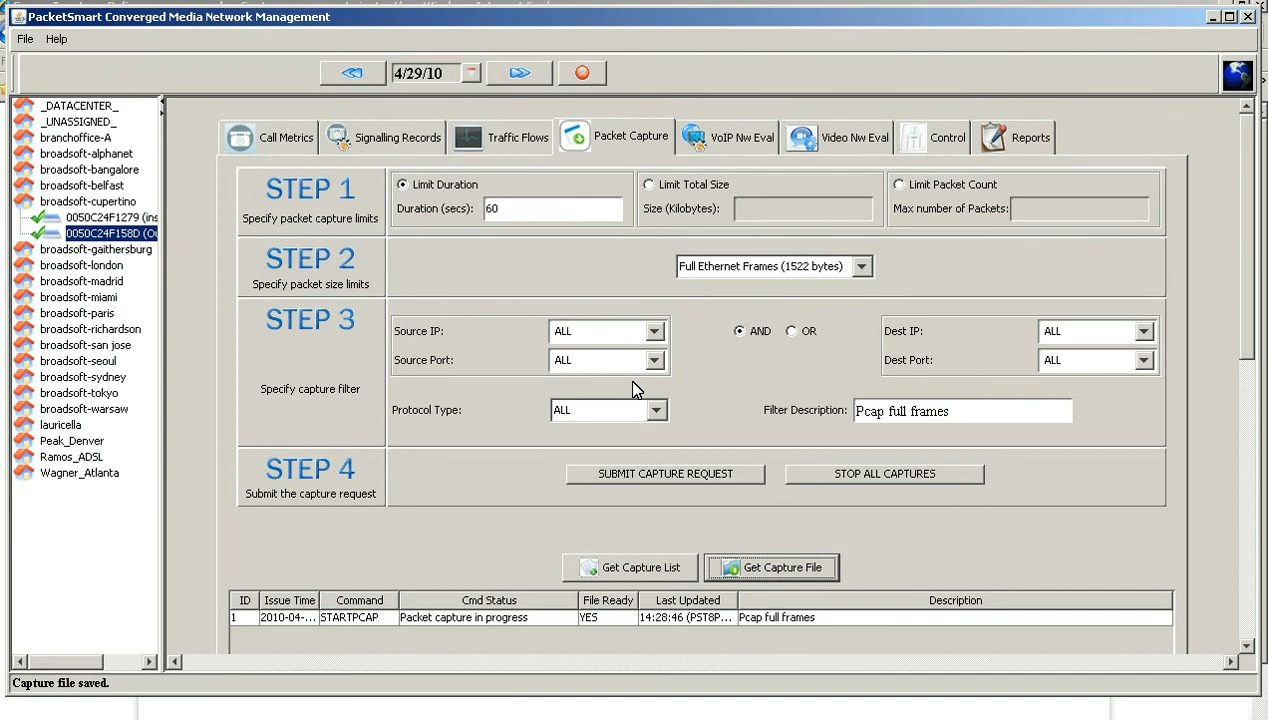 PacketSmart Converged Media Network Management
File Help
4/29/10
_DATACENTER_
_UNASSIGNED_
branchoffice-A
broadsoft-alphanet
broadsoft-bangalore
broadsoft-belfast
broadsoft-cupertino
0050C24F1279 (ins
0050C24F158D (Ou
broadsoft-gaithersburg
broadsoft-london
broadsoft-madrid
broadsoft-miami
broadsoft-paris
broadsoft-richardson
broadsoft-san jose
broadsoft-seoul
broadsoft-sydney
broadsoft-tokyo
broadsoft-warsaw
lauricella
Peak_Denver
Ramos_ADSL
Wagner_Atlanta
Call Metrics Signalling Records Traffic Flows Packet Capture VoIP Nw Eval Video Nw Eval Control Reports
STEP 1
Specify packet capture limits
Limit Duration Limit Total Size Limit Packet Count
Duration (secs): 60 Size (Kilobytes): Max number of Packets:
STEP 2
Specify packet size limits
Full Ethernet Frames (1522 bytes)
STEP 3
Specify capture filter
Source IP: ALL AND OR Dest IP: ALL
Source Port: ALL Dest Port: ALL
Protocol Type: ALL Filter Description: Pcap full frames
STEP 4
Submit the capture request
SUBMIT CAPTURE REQUEST STOP ALL CAPTURES
Get Capture List Get Capture File
ID Issue Time Command Cmd Status File Ready Last Updated Description
1 2010-04-... STARTPCAP Packet capture in progress YES 14:28:46 (PST8P... Pcap full frames
Capture file saved.